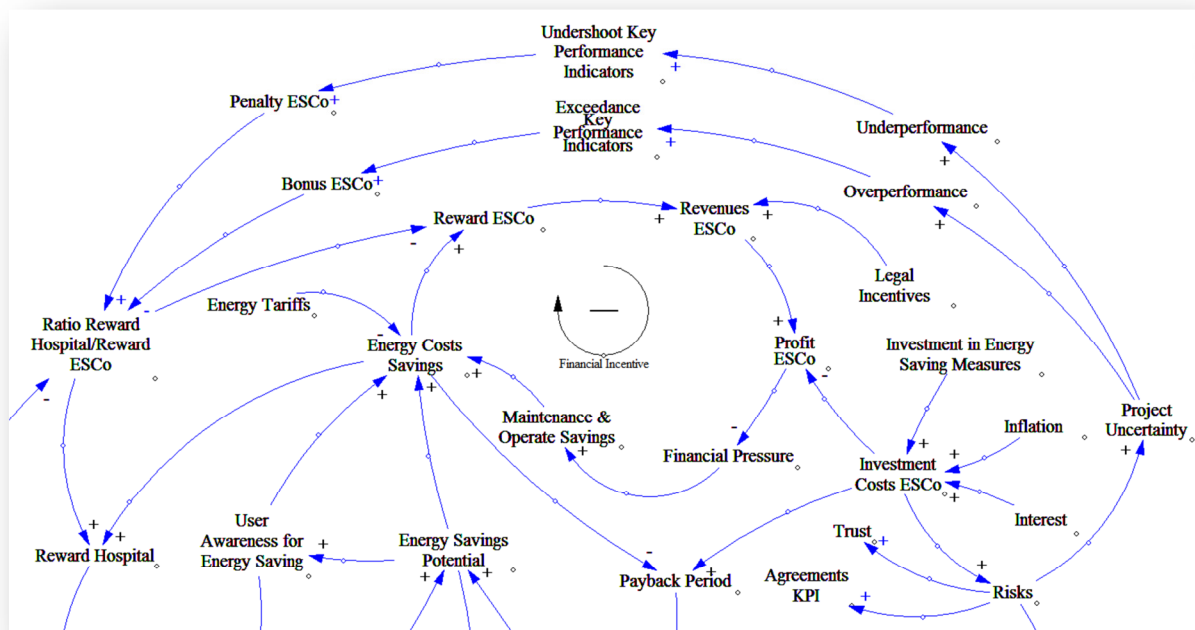 Undershoot Key
Performance
Indicators
+
Penalty ESCo+
Exceedance
Key
Performance
Indicators
+
Underperformance
+
Bonus ESCo+
Overperformance
+
Reward ESCo
-
+
Revenues
ESCo
+
+
Legal
Incentives
Energy Tariffs
-
+
-
Ratio Reward
Hospital/Reward
ESCo
-
Energy Costs
Savings
+
+
+
—
Financial Incentive
+
Profit
ESCo
-
Investment in Energy
Saving Measures
Maintenance &
Operate Savings
+
-
Financial Pressure
Project
Uncertainty
+
Inflation
+
+
Investment
Costs ESCo
+
Interest
+
+
Reward Hospital
User
Awareness for
Energy Saving
+
Energy Savings
Potential
+
+
-
+
Payback Period
Trust
+
Agreements
KPI
+
+
Risks